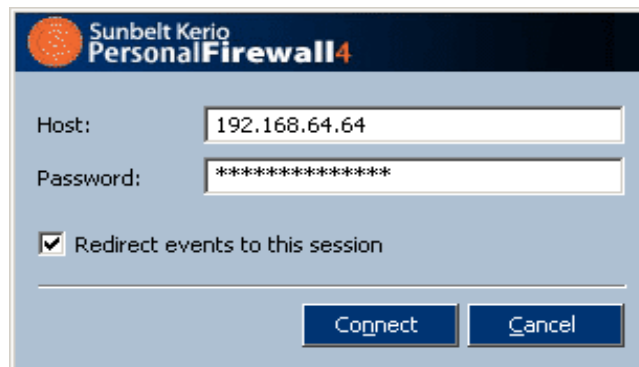 Sunbelt Kerio
PersonalFirewall4
Host: 192.168.64.64
Password: **************
Redirect events to this session
Connect Cancel